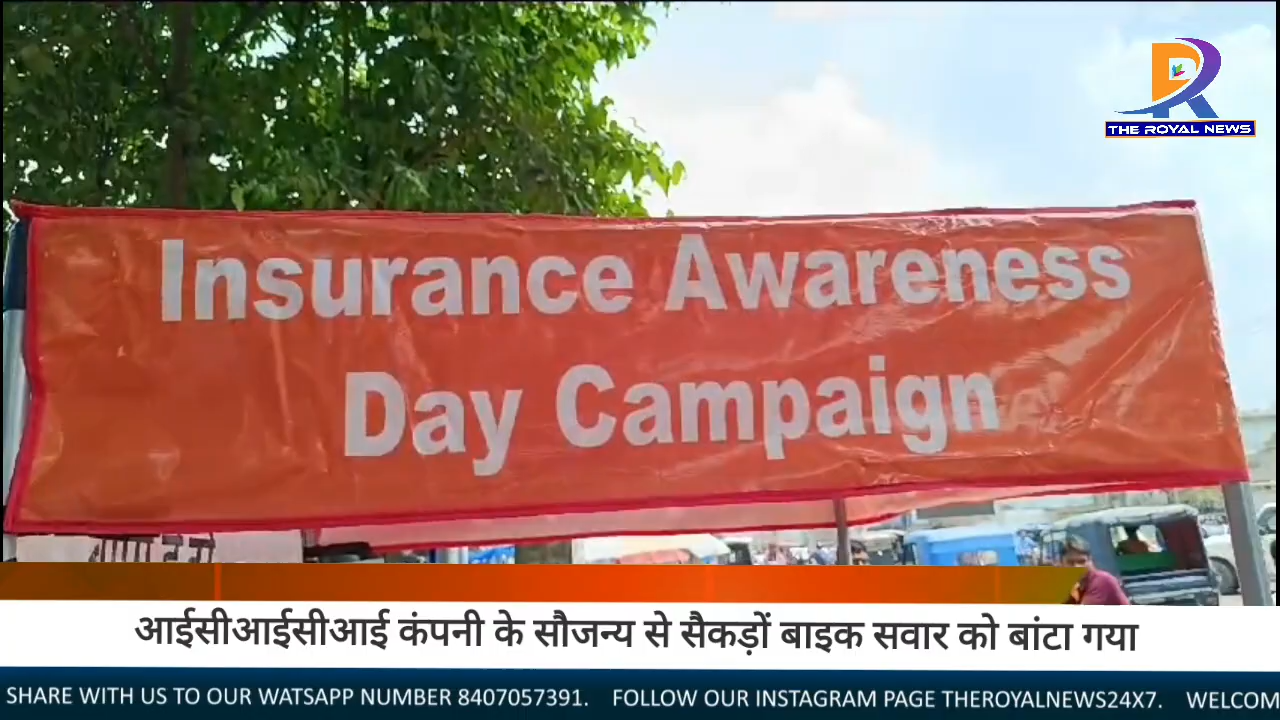 THE ROYAL NEWS
Insurance Awareness
Day Campaign
आईसीआईसीआई कंपनी के सौजन्य से सैकड़ों बाइक सवार को बांटा गया
SHARE WITH US TO OUR WATSAPP NUMBER 8407057391. FOLLOW OUR INSTAGRAM PAGE THEROYALNEWS24X7. WELCOM